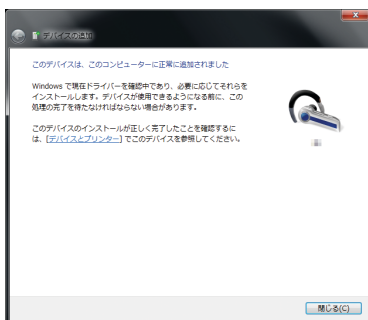 デバイスの追加
このデバイスは、このコンピューターに正常に追加されました
Windows で現在ドライバーを確認中であり、必要に応じてそれらを
インストールします。デバイスが使用できるようになる前に、この
処理の完了を待たなければならない場合があります。
このデバイスのインストールが正しく完了したことを確認するに
は、[デバイスとプリンター] でこのデバイスを参照してください。
閉じる(C)